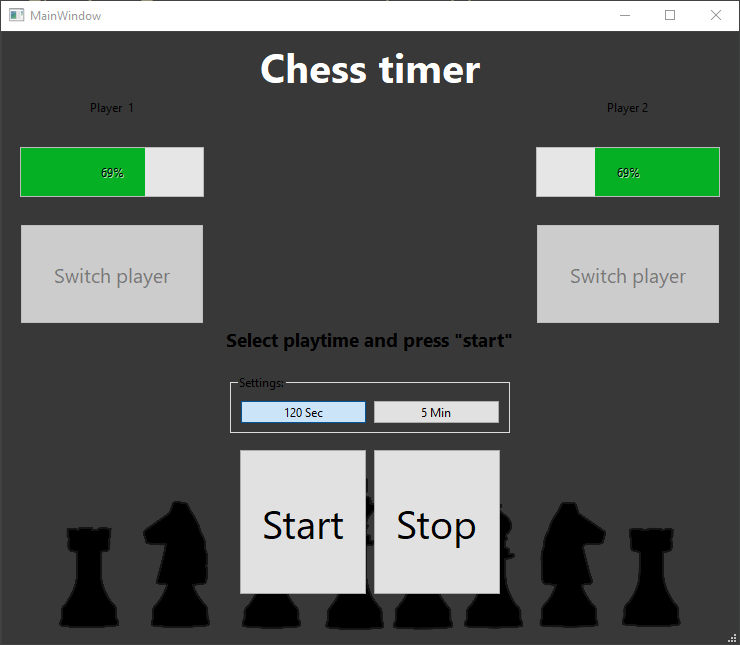 MainWindow
Chess timer
Player 1
Player 2
69%
69%
Switch player
Switch player
Select playtime and press "start"
Settings:
120 Sec
5 Min
Start
Stop